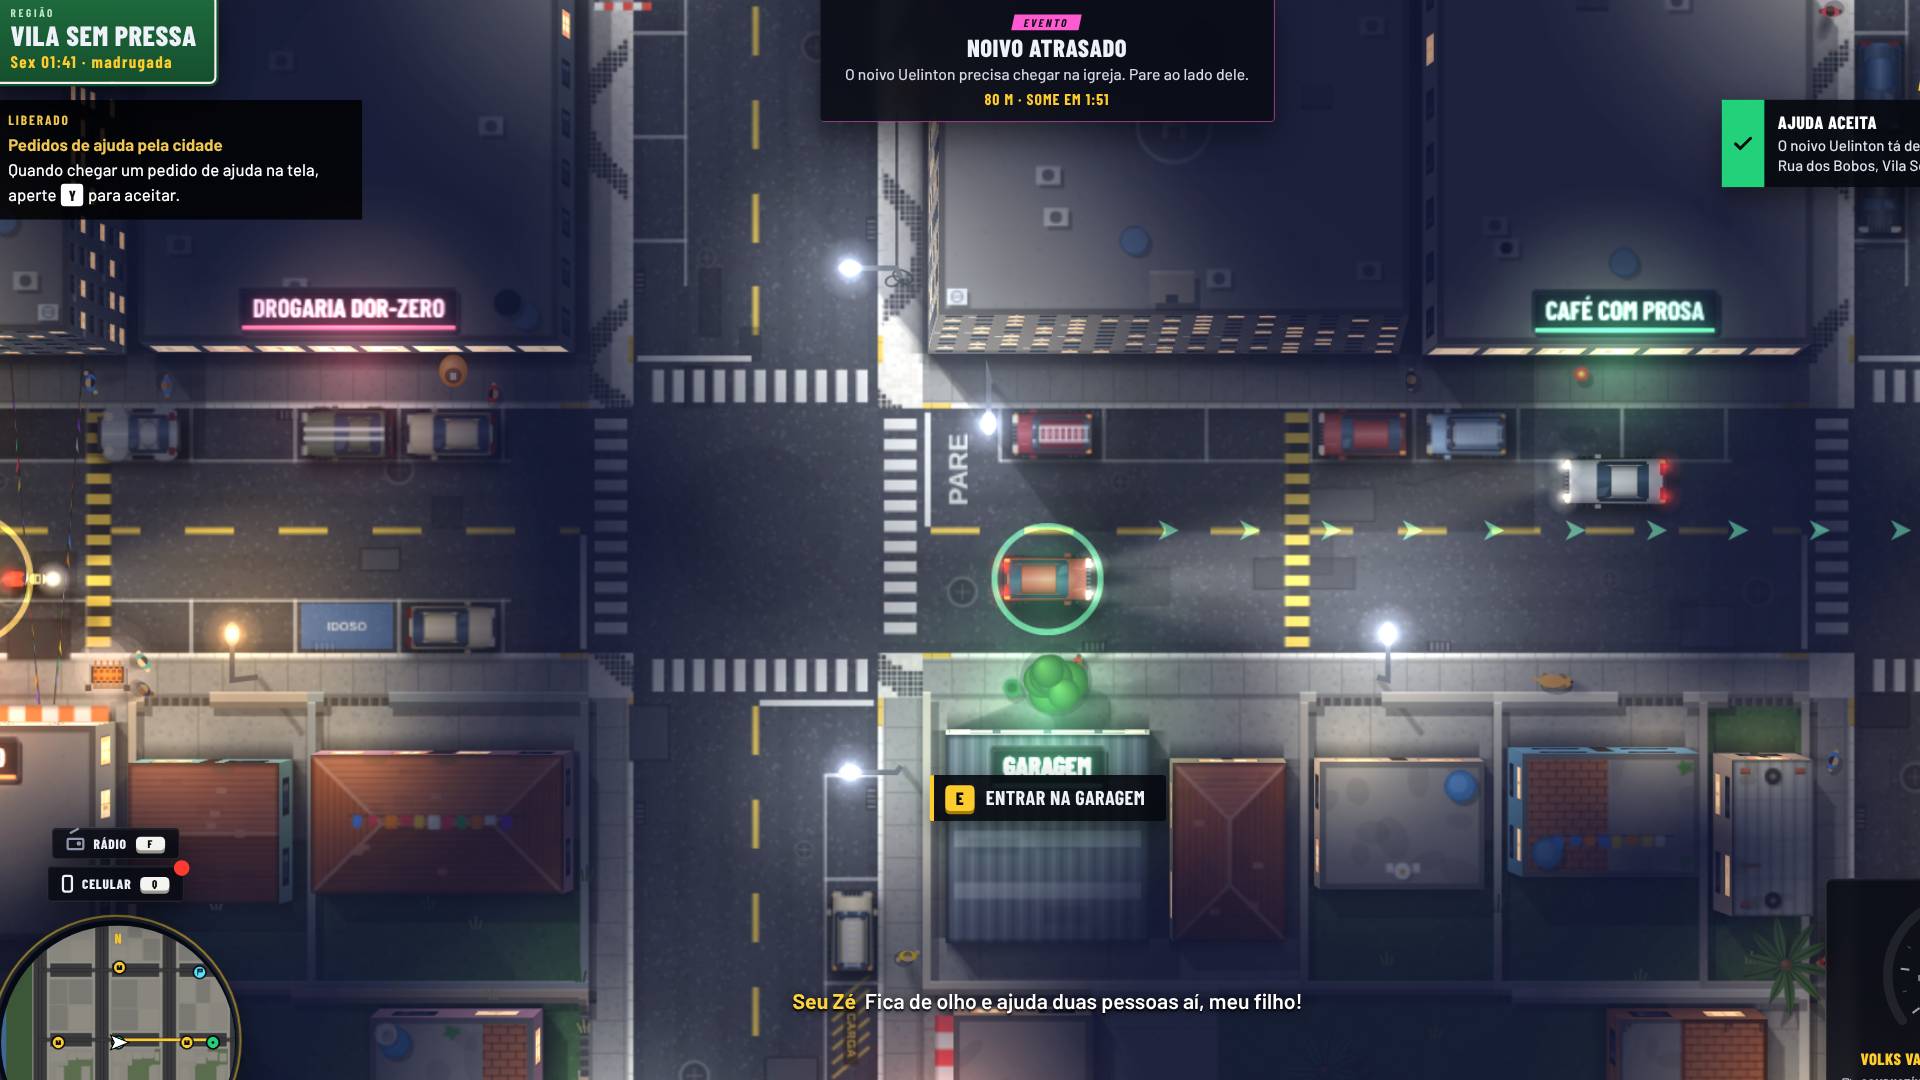 REGIÃO
VILA SEM PRESSA
Sex 01:41 · madrugada
LIBERADO
Pedidos de ajuda pela cidade
Quando chegar um pedido de ajuda na tela,
aperte Y para aceitar.
EVENTO
NOIVO ATRASADO
O noivo Uelinton precisa chegar na igreja. Pare ao lado dele.
80 M · SOME EM 1:51
AJUDA ACEITA
O noivo Uelinton tá de
Rua dos Bobos, Vila S
DROGARIA DOR-ZERO
CAFÉ COM PROSA
PARE
IDOSO
GARAGEM
E ENTRAR NA GARAGEM
RÁDIO F
CELULAR Q
N
M
P
M
M
Seu Zé Fica de olho e ajuda duas pessoas aí, meu filho!
CARGA
VOLKS VA